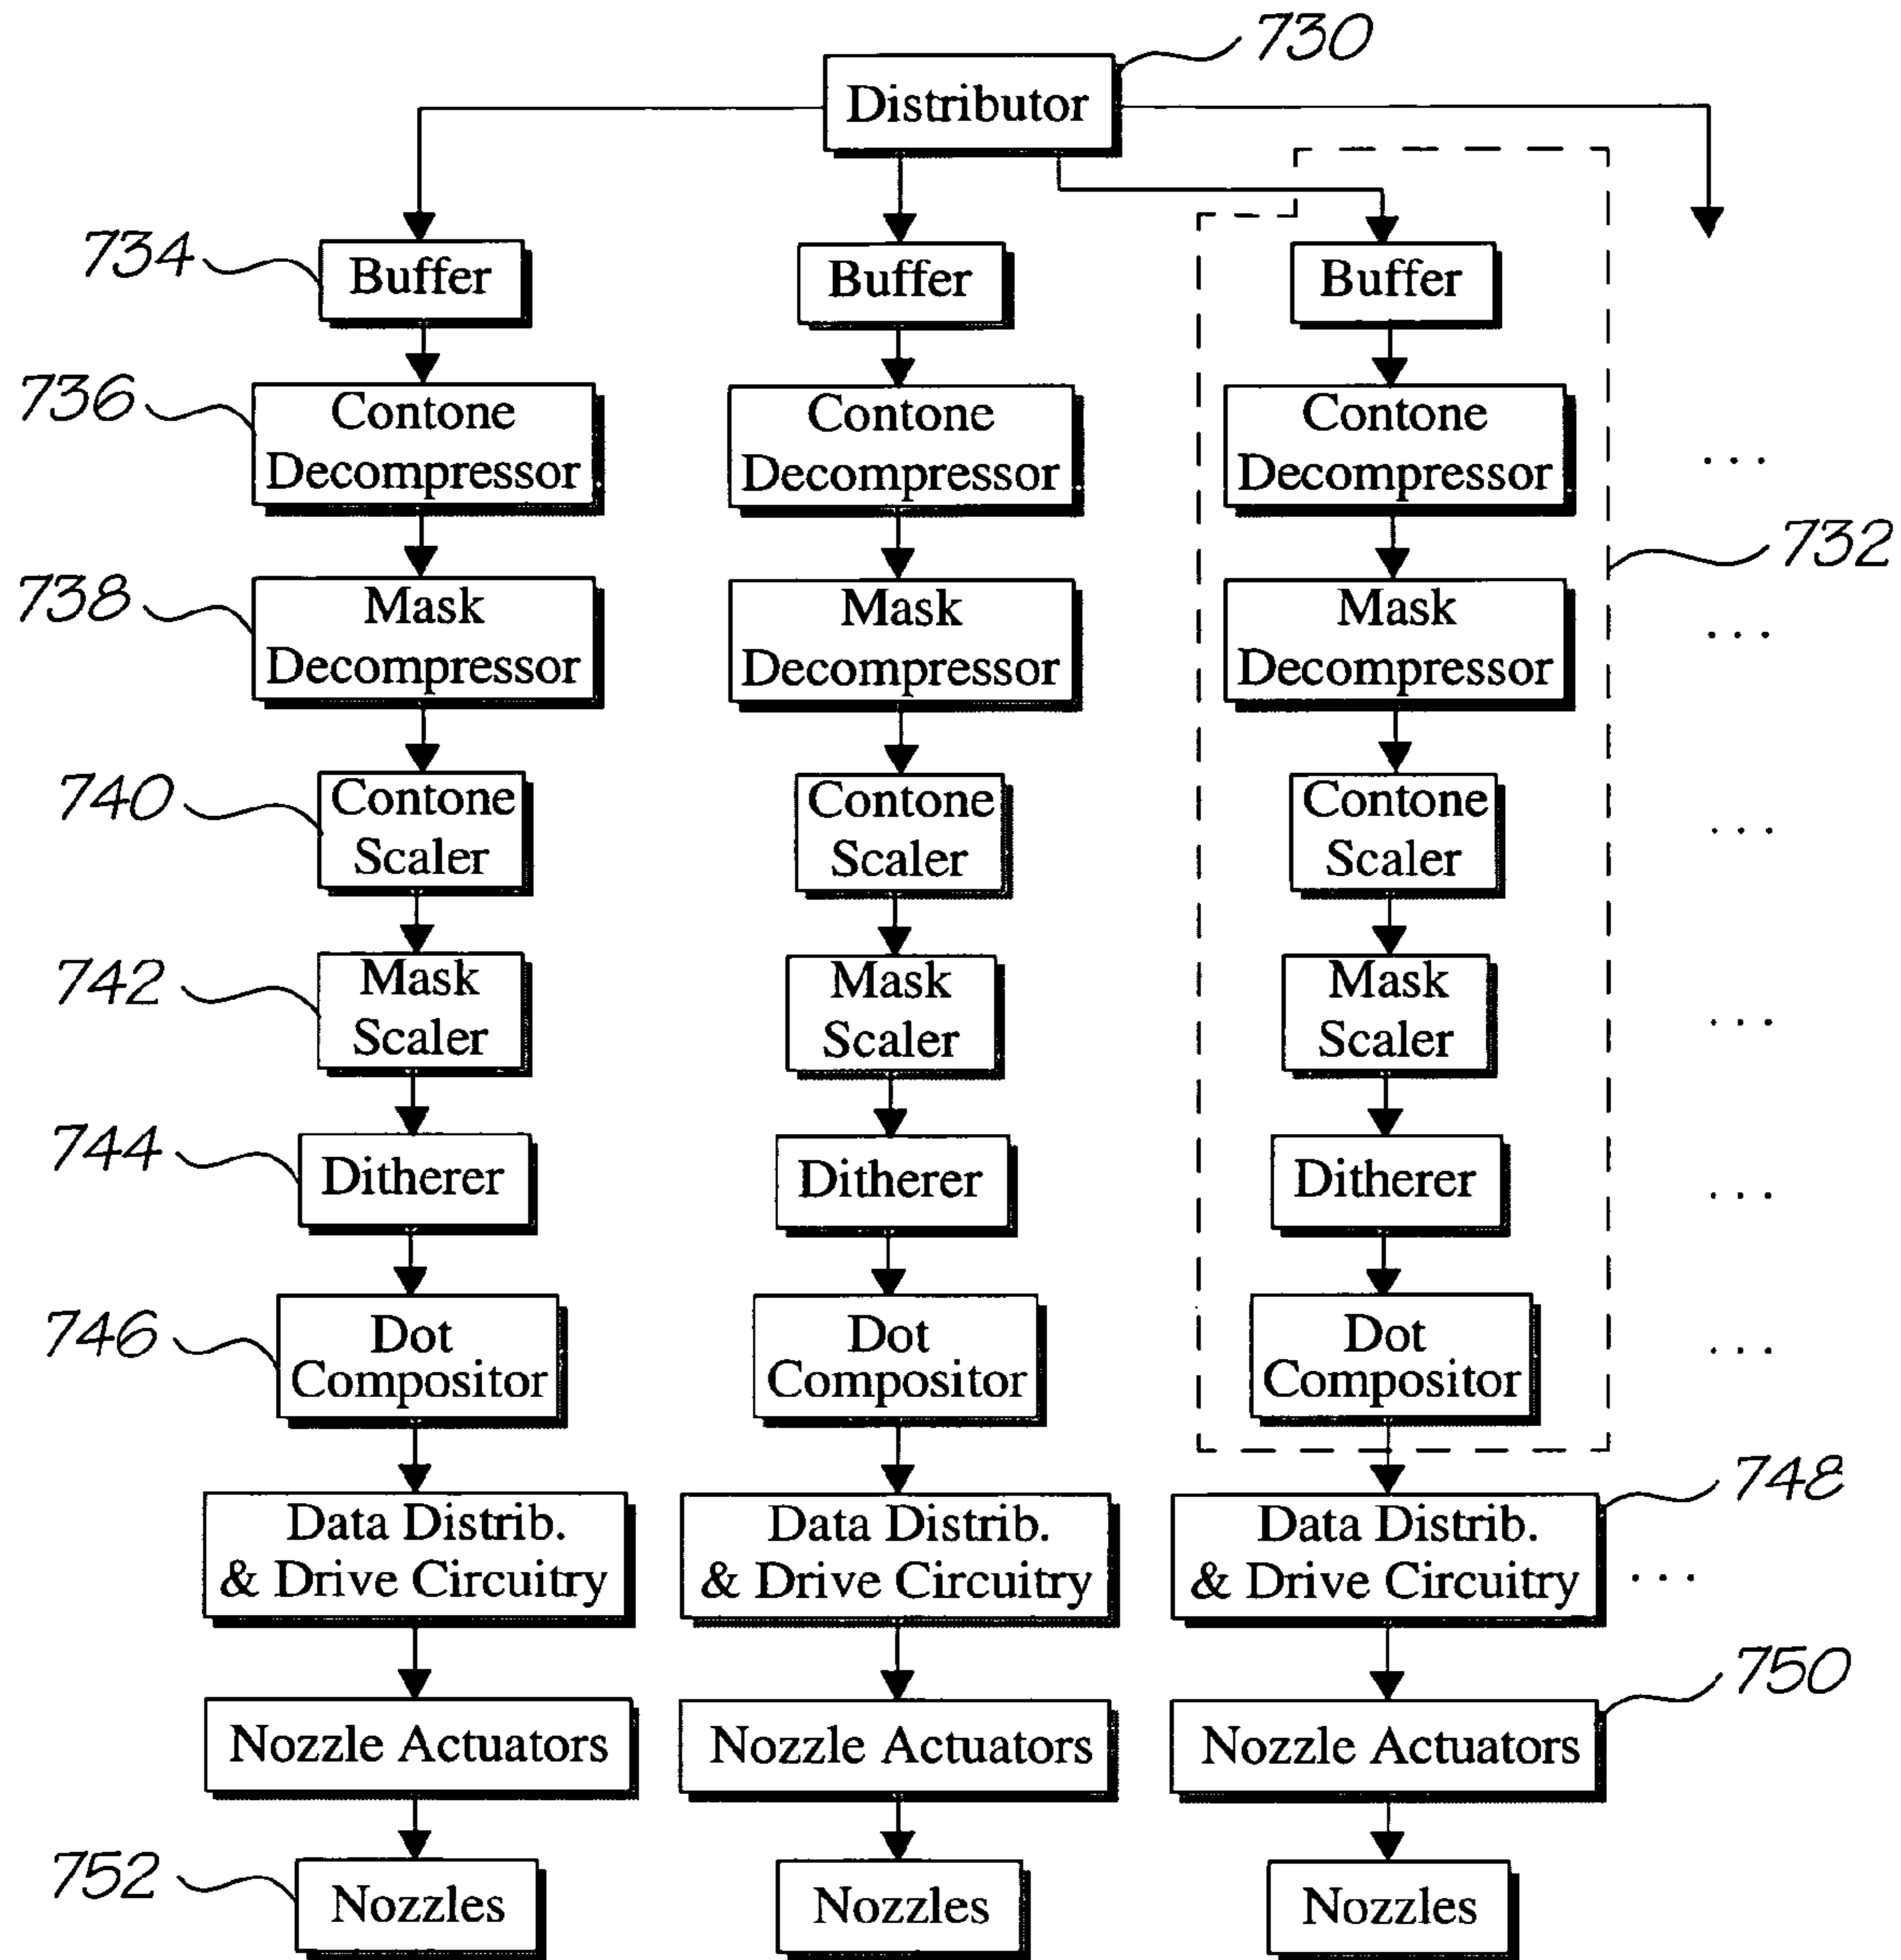 730
Distributor
734
Buffer
Buffer
Buffer
736
Contone
Decompressor
Contone
Decompressor
Contone
Decompressor
...
732
738
Mask
Decompressor
Mask
Decompressor
Mask
Decompressor
...
740
Contone
Scaler
Contone
Scaler
Contone
Scaler
...
742
Mask
Scaler
Mask
Scaler
Mask
Scaler
...
744
Ditherer
Ditherer
Ditherer
...
746
Dot
Compositor
Dot
Compositor
Dot
Compositor
...
748
Data Distrib.
& Drive Circuitry
Data Distrib.
& Drive Circuitry
Data Distrib.
& Drive Circuitry
...
750
Nozzle Actuators
Nozzle Actuators
Nozzle Actuators
752
Nozzles
Nozzles
Nozzles